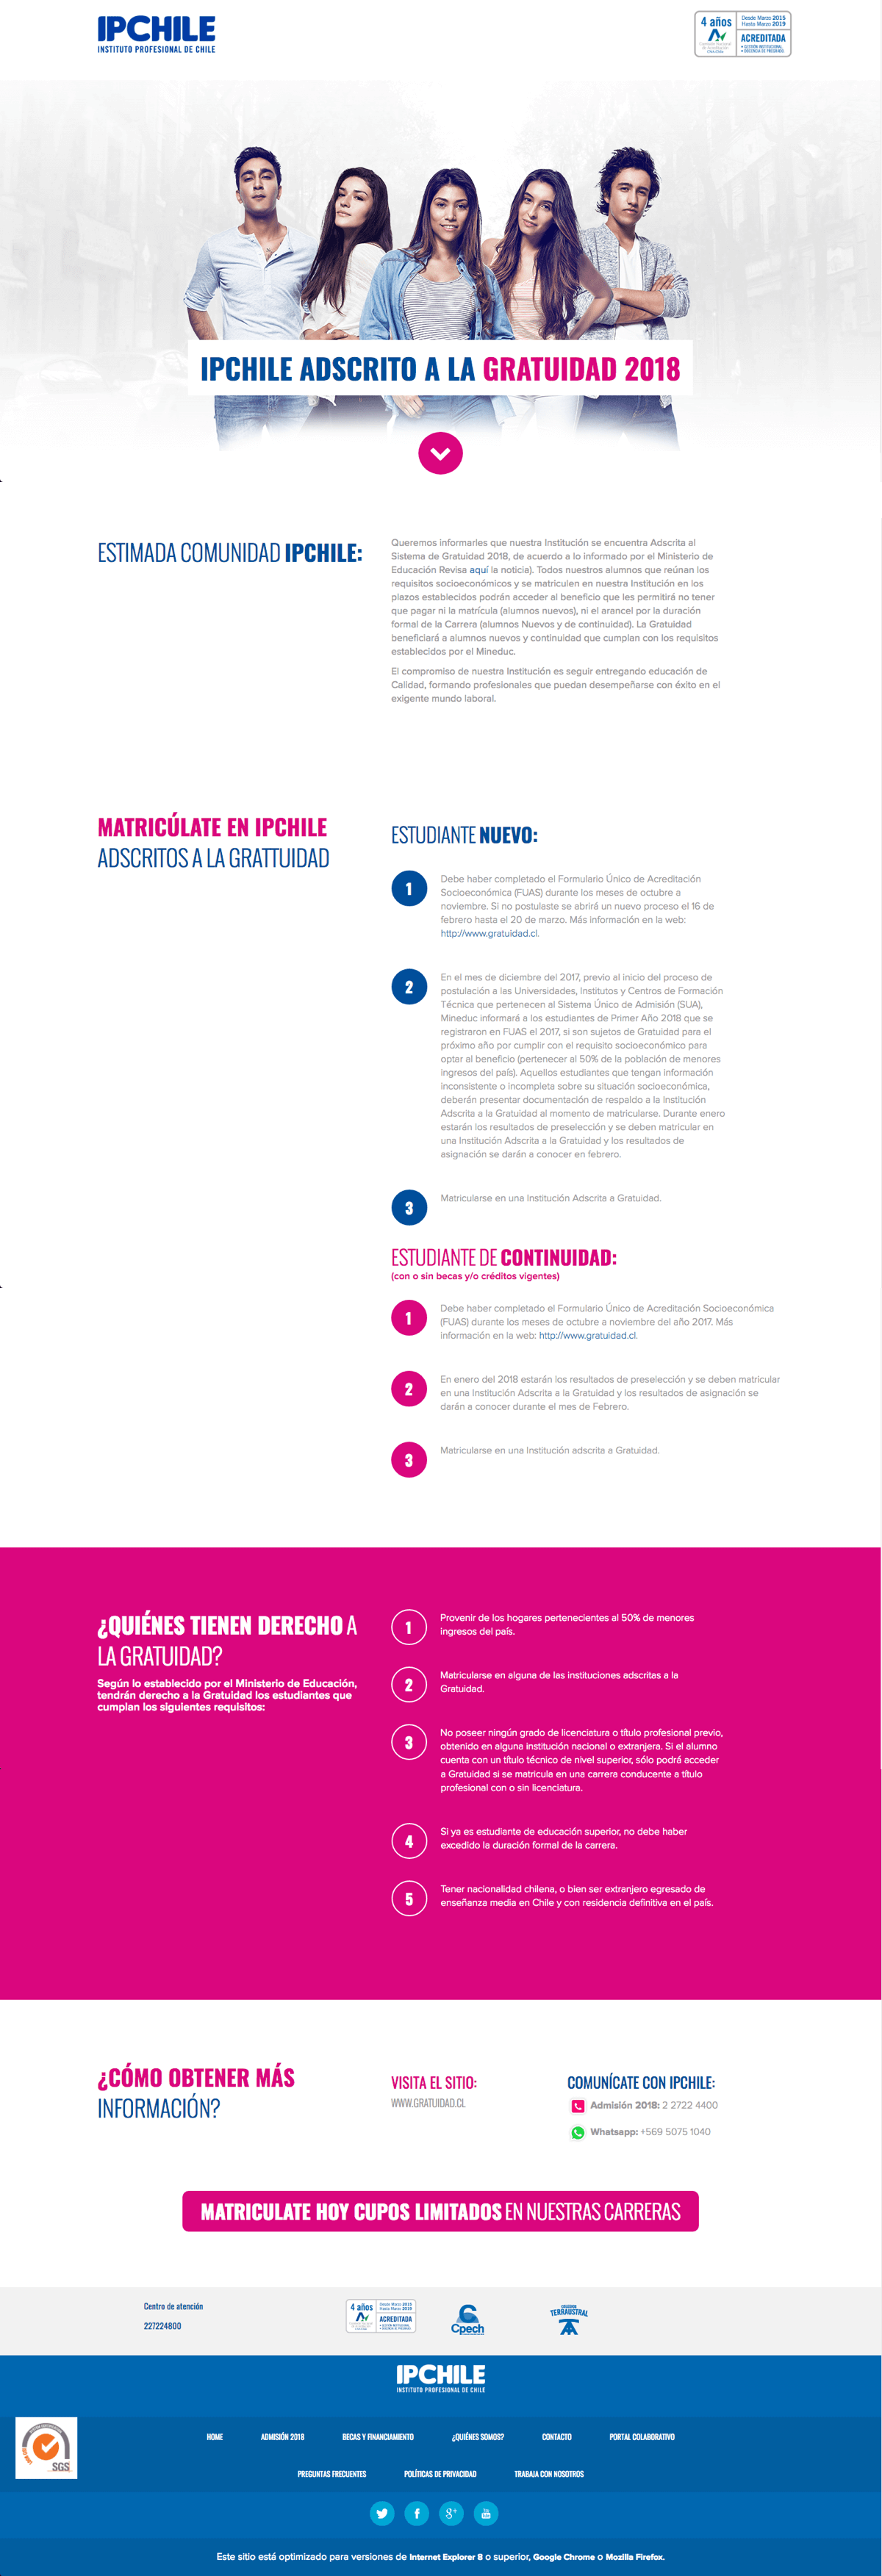 IPCHILE
INSTITUTO PROFESIONAL DE CHILE
4 años
Desde Marzo 2015
Hasta Marzo 2019
ACREDITADA
• GESTIÓN INSTITUCIONAL
• DOCENCIA DE PREGRADO
IPCHILE ADSCRITO A LA GRATUIDAD 2018
ESTIMADA COMUNIDAD IPCHILE:
Queremos informarles que nuestra Institución se encuentra Adscrita al
Sistema de Gratuidad 2018, de acuerdo a lo informado por el Ministerio de
Educación Revisa aquí la noticia). Todos nuestros alumnos que reúnan los
requisitos socioeconómicos y se matriculen en nuestra Institución en los
plazos establecidos podrán acceder al beneficio que les permitirá no tener
que pagar ni la matrícula (alumnos nuevos), ni el arancel por la duración
formal de la Carrera (alumnos Nuevos y de continuidad). La Gratuidad
beneficiará a alumnos nuevos y continuidad que cumplan con los requisitos
establecidos por el Mineduc.
El compromiso de nuestra Institución es seguir entregando educación de
Calidad, formando profesionales que puedan desempeñarse con éxito en el
exigente mundo laboral.
MATRICÚLATE EN IPCHILE
ADSCRITOS A LA GRATTUIDAD
ESTUDIANTE NUEVO:
1
Debe haber completado el Formulario Único de Acreditación
Socioeconómica (FUAS) durante los meses de octubre a
noviembre. Si no postulaste se abrirá un nuevo proceso el 16 de
febrero hasta el 20 de marzo. Más información en la web:
http://www.gratuidad.cl.
2
En el mes de diciembre del 2017, previo al inicio del proceso de
postulación a las Universidades, Institutos y Centros de Formación
Técnica que pertenecen al Sistema Único de Admisión (SUA),
Mineduc informará a los estudiantes de Primer Año 2018 que se
registraron en FUAS el 2017, si son sujetos de Gratuidad para el
próximo año por cumplir con el requisito socioeconómico para
optar al beneficio (pertenecer al 50% de la población de menores
ingresos del país). Aquellos estudiantes que tengan información
inconsistente o incompleta sobre su situación socioeconómica,
deberán presentar documentación de respaldo a la Institución
Adscrita a la Gratuidad al momento de matricularse. Durante enero
estarán los resultados de preselección y se deben matricular en
una Institución Adscrita a la Gratuidad y los resultados de
asignación se darán a conocer en febrero.
3
Matricularse en una Institución Adscrita a Gratuidad.
ESTUDIANTE DE CONTINUIDAD:
(con o sin becas y/o créditos vigentes)
1
Debe haber completado el Formulario Único de Acreditación Socioeconómica
(FUAS) durante los meses de octubre a noviembre del año 2017. Más
información en la web: http://www.gratuidad.cl.
2
En enero del 2018 estarán los resultados de preselección y se deben matricular
en una Institución Adscrita a la Gratuidad y los resultados de asignación se
darán a conocer durante el mes de Febrero.
3
Matricularse en una Institución adscrita a Gratuidad.
¿QUIÉNES TIENEN DERECHO A
LA GRATUIDAD?
Según lo establecido por el Ministerio de Educación,
tendrán derecho a la Gratuidad los estudiantes que
cumplan los siguientes requisitos:
1
Provenir de los hogares pertenecientes al 50% de menores
ingresos del país.
2
Matricularse en alguna de las instituciones adscritas a la
Gratuidad.
3
No poseer ningún grado de licenciatura o título profesional previo,
obtenido en alguna institución nacional o extranjera. Si el alumno
cuenta con un título técnico de nivel superior, sólo podrá acceder
a Gratuidad si se matricula en una carrera conducente a título
profesional con o sin licenciatura.
4
Si ya es estudiante de educación superior, no debe haber
excedido la duración formal de la carrera.
5
Tener nacionalidad chilena, o bien ser extranjero egresado de
enseñanza media en Chile y con residencia definitiva en el país.
¿CÓMO OBTENER MÁS
INFORMACIÓN?
VISITA EL SITIO:
WWW.GRATUIDAD.CL
COMUNÍCATE CON IPCHILE:
Admisión 2018: 2 2722 4400
Whatsapp: +569 5075 1040
MATRICULATE HOY CUPOS LIMITADOS EN NUESTRAS CARRERAS
Centro de atención
227224800
4 años
Desde Marzo 2015
Hasta Marzo 2019
ACREDITADA
Cpech
COLEGIOS
TERRAUSTRAL
IPCHILE
INSTITUTO PROFESIONAL DE CHILE
SGS
HOME
ADMISIÓN 2018
BECAS Y FINANCIAMIENTO
¿QUIÉNES SOMOS?
CONTACTO
PORTAL COLABORATIVO
PREGUNTAS FRECUENTES
POLÍTICAS DE PRIVACIDAD
TRABAJA CON NOSOTROS
Este sitio está optimizado para versiones de Internet Explorer 8 o superior, Google Chrome o Mozilla Firefox.